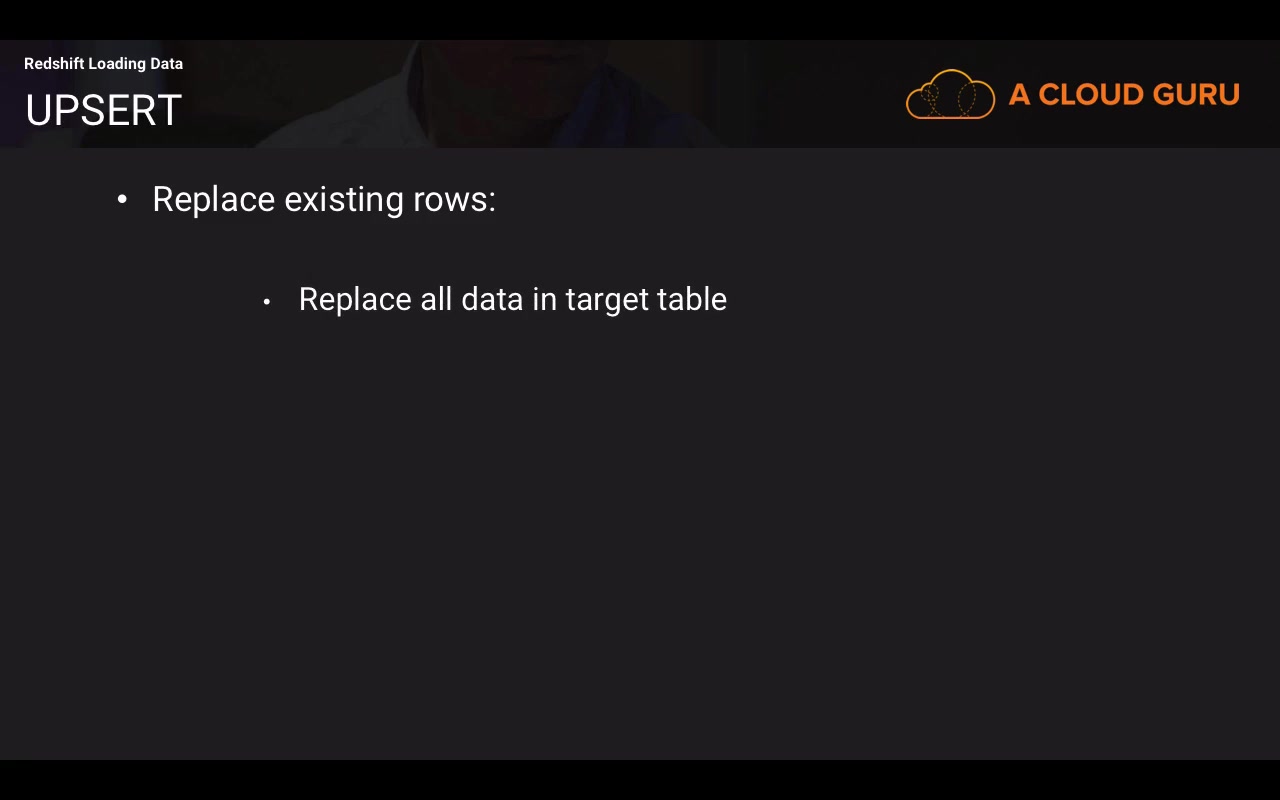 Redshift Loading Data
UPSERT
A CLOUD GURU
• Replace existing rows:
• Replace all data in target table